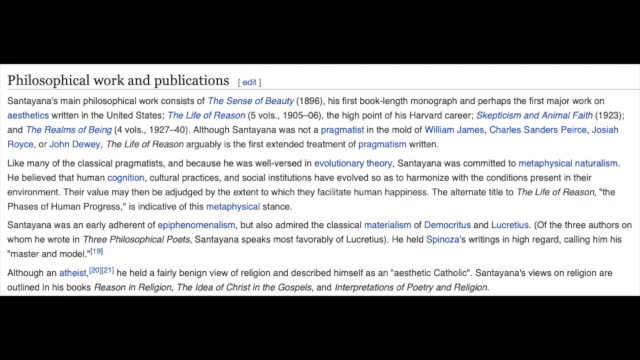 Philosophical work and publications [ edit ]
Santayana's main philosophical work consists of The Sense of Beauty (1896), his first book-length monograph and perhaps the first major work on
aesthetics written in the United States; The Life of Reason (5 vols., 1905–06), the high point of his Harvard career; Skepticism and Animal Faith (1923);
and The Realms of Being (4 vols., 1927–40). Although Santayana was not a pragmatist in the mold of William James, Charles Sanders Peirce, Josiah
Royce, or John Dewey, The Life of Reason arguably is the first extended treatment of pragmatism written.
Like many of the classical pragmatists, and because he was well-versed in evolutionary theory, Santayana was committed to metaphysical naturalism.
He believed that human cognition, cultural practices, and social institutions have evolved so as to harmonize with the conditions present in their
environment. Their value may then be adjudged by the extent to which they facilitate human happiness. The alternate title to The Life of Reason, "the
Phases of Human Progress," is indicative of this metaphysical stance.
Santayana was an early adherent of epiphenomenalism, but also admired the classical materialism of Democritus and Lucretius. (Of the three authors on
whom he wrote in Three Philosophical Poets, Santayana speaks most favorably of Lucretius). He held Spinoza's writings in high regard, calling him his
"master and model."[19]
Although an atheist,[20][21] he held a fairly benign view of religion and described himself as an "aesthetic Catholic". Santayana's views on religion are
outlined in his books Reason in Religion, The Idea of Christ in the Gospels, and Interpretations of Poetry and Religion.